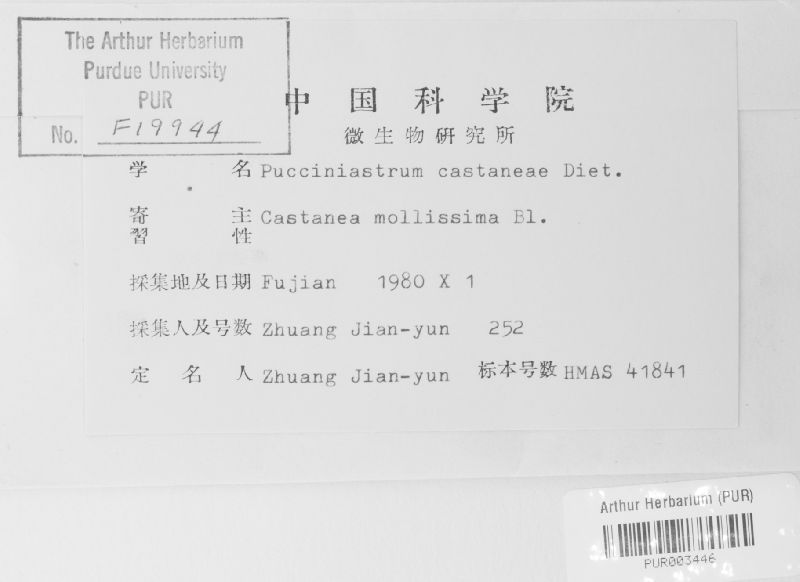 The Arthur Herbarium
Purdue University
PUR
No. F19944
中国科学院
微生物研究所
学名 Pucciniastrum castaneae Diet.
寄主 Castanea mollissima Bl.
習性
採集地及日期 Fujian 1980 X 1
採集人及号数 Zhuang Jian-yun 252
定名人 Zhuang Jian-yun 标本号数 HMAS 41841
Arthur Herbarium (PUR)
PUR003446